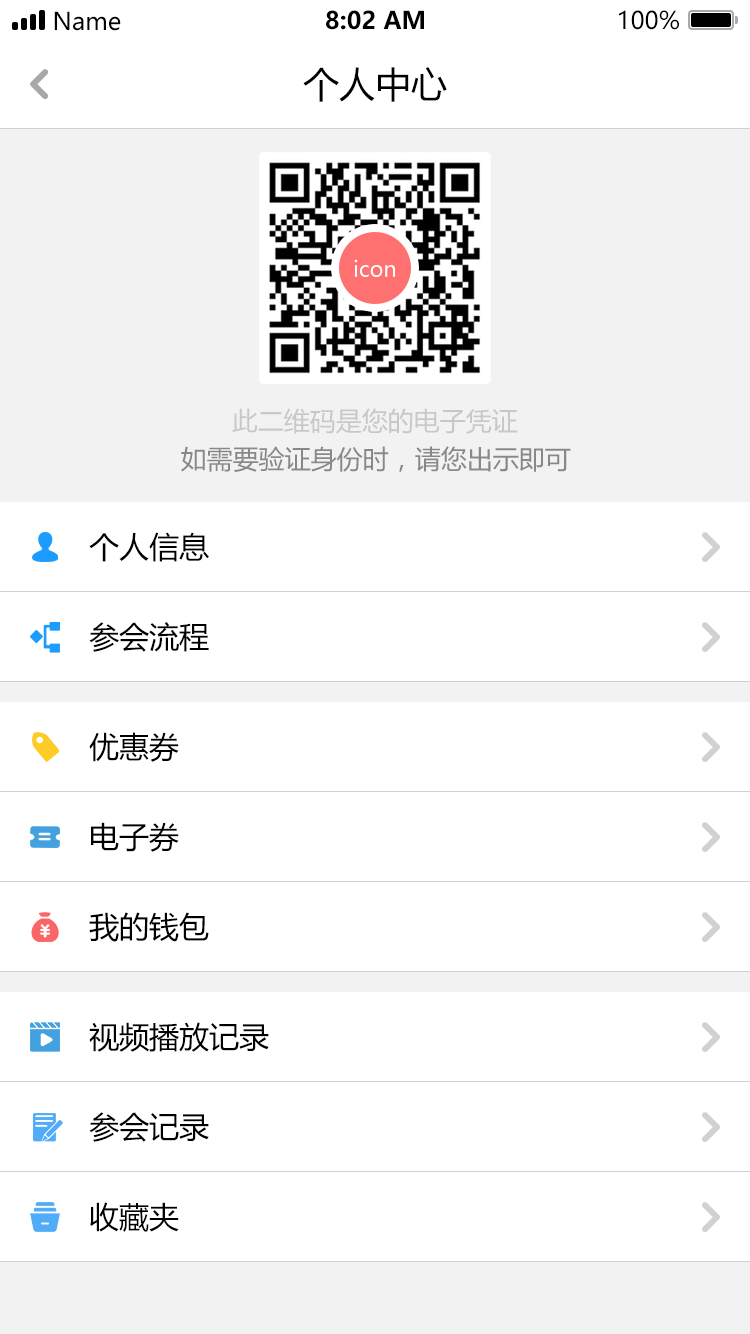 Name 8:02 AM 100%
个人中心
icon
此二维码是您的电子凭证
如需要验证身份时，请您出示即可
个人信息
参会流程
优惠券
电子券
¥
我的钱包
视频播放记录
参会记录
收藏夹